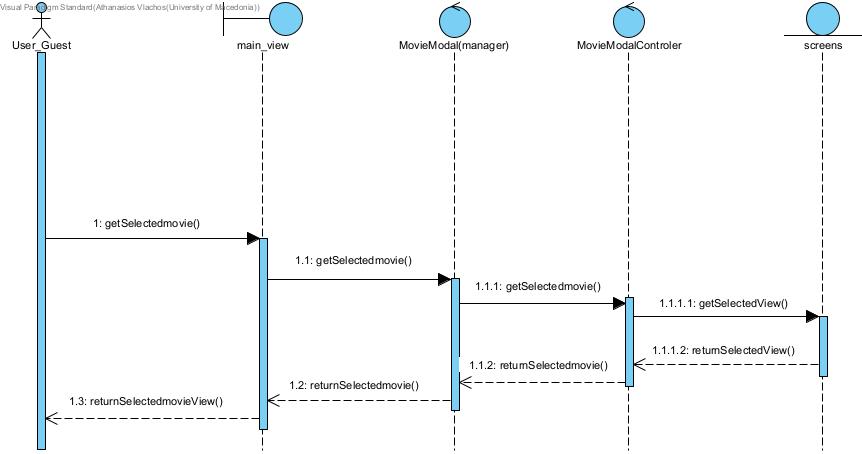 Visual Paradigm Standard(Athanasios Vlachos(University of Macedonia))
User_Guest
main_view
MovieModal(manager)
MovieModalControler
screens
1: getSelectedmovie()
1.1: getSelectedmovie()
1.1.1: getSelectedmovie()
1.1.1.1: getSelectedView()
1.1.1.2: returnSelectedView()
1.1.2: returnSelectedmovie()
1.2: returnSelectedmovie()
1.3: returnSelectedmovieView()